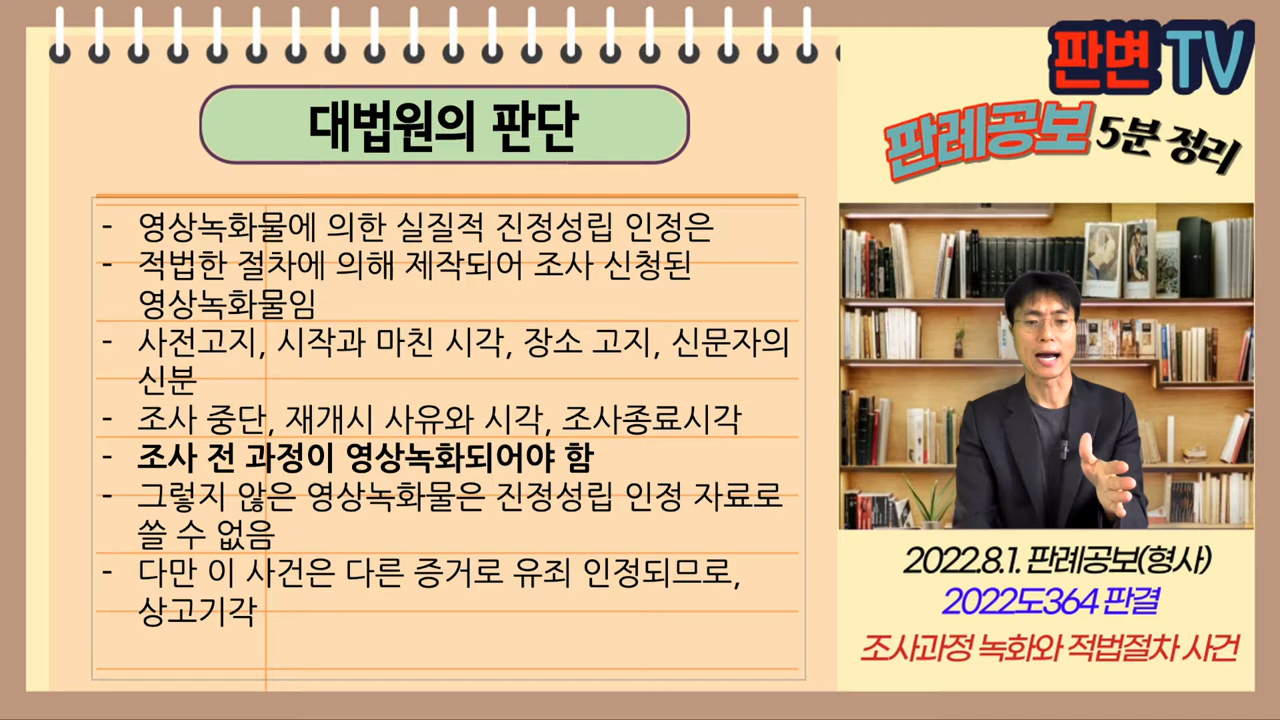 판변 TV
판례공보 5분 정리
대법원의 판단
- 영상녹화물에 의한 실질적 진정성립 인정은
- 적법한 절차에 의해 제작되어 조사 신청된
영상녹화물임
- 사전고지, 시작과 마친 시각, 장소 고지, 신문자의
신분
- 조사 중단, 재개시 사유와 시각, 조사종료시각
- 조사 전 과정이 영상녹화되어야 함
- 그렇지 않은 영상녹화물은 진정성립 인정 자료로
쓸 수 없음
- 다만 이 사건은 다른 증거로 유죄 인정되므로,
상고기각
2022.8.1. 판례공보(형사)
2022도364 판결
조사과정 녹화와 적법절차 사건